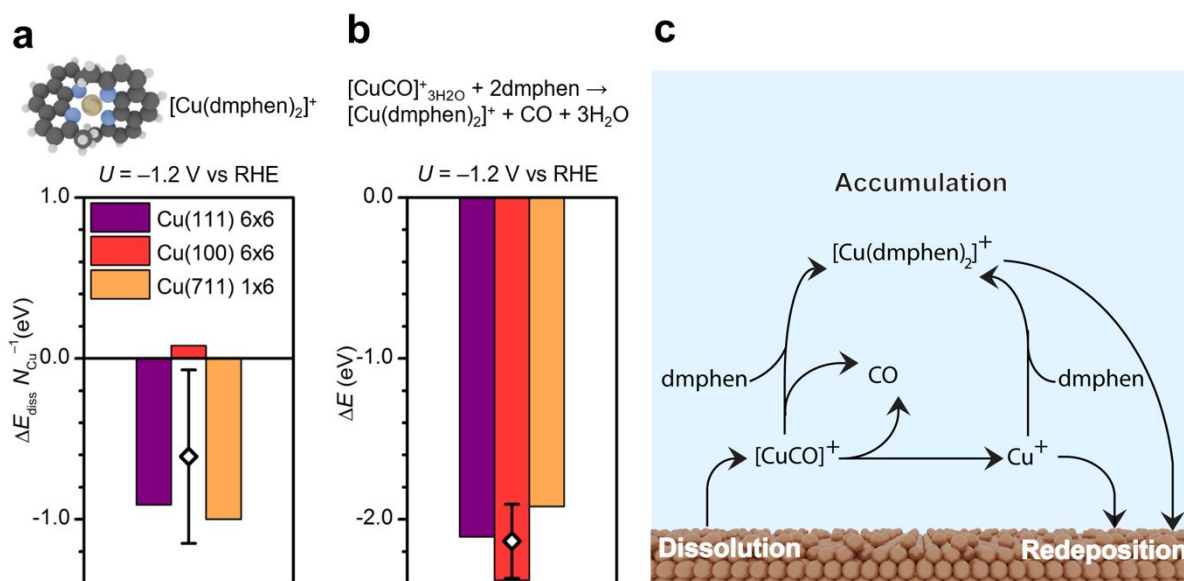 a
[Cu(dmphen)₂]⁺
U = –1.2 V vs RHE
1.0
0.0
-1.0
ΔE_diss N_Cu⁻¹(eV)
Cu(111) 6x6
Cu(100) 6x6
Cu(711) 1x6
b
[CuCO]⁺3H2O + 2dmphen →
[Cu(dmphen)₂]⁺ + CO + 3H₂O
U = –1.2 V vs RHE
0.0
-1.0
-2.0
ΔE (eV)
c
Accumulation
[Cu(dmphen)₂]⁺
dmphen
CO
dmphen
[CuCO]⁺
Cu⁺
Dissolution
Redeposition